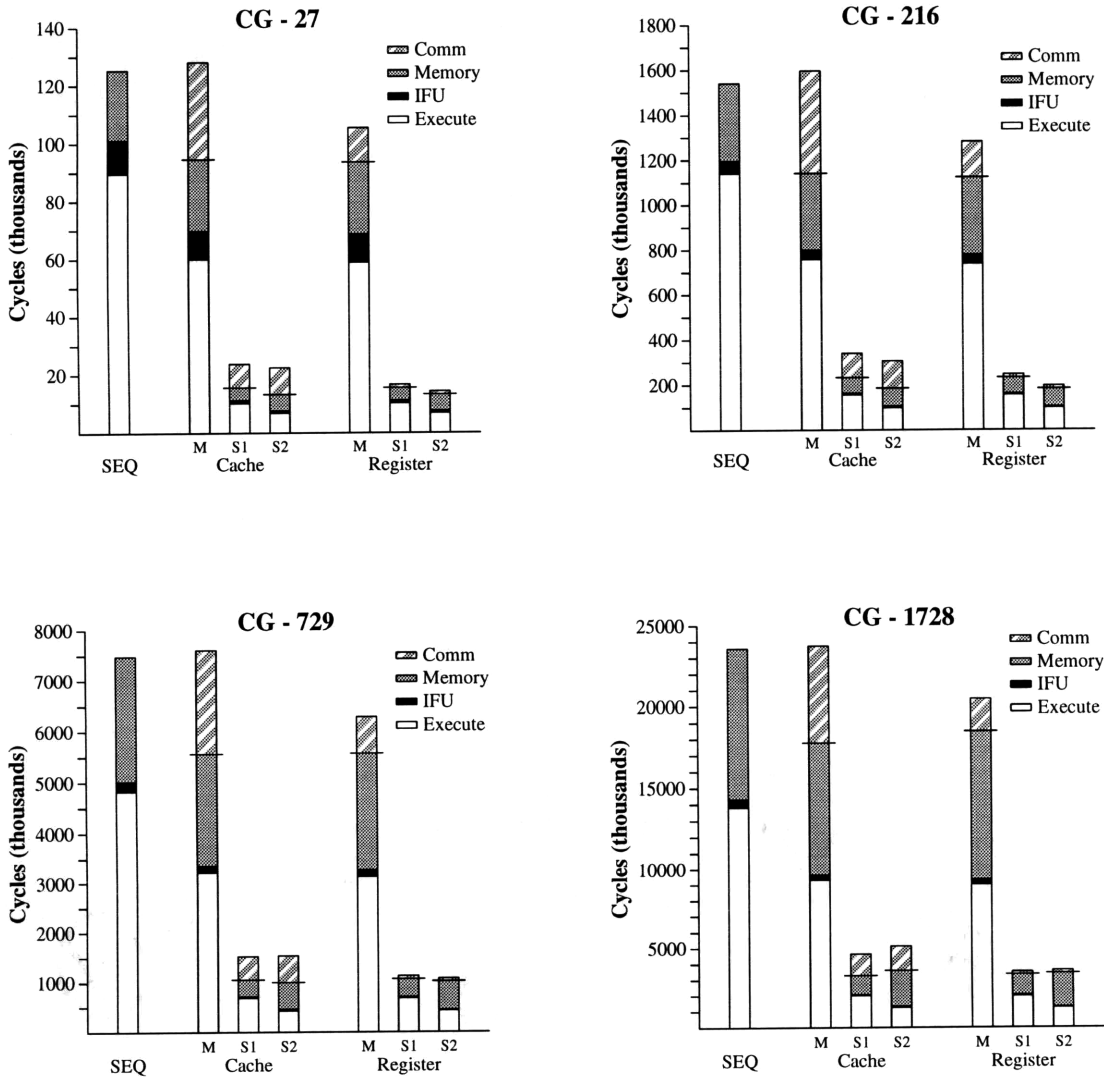 CG - 27
Cycles (thousands)
140
120
100
80
60
40
20
Comm
Memory
IFU
Execute
M S1 S2 M S1 S2
SEQ Cache Register
CG - 216
Cycles (thousands)
1800
1600
1400
1200
1000
800
600
400
200
Comm
Memory
IFU
Execute
M S1 S2 M S1 S2
SEQ Cache Register
CG - 729
Cycles (thousands)
8000
7000
6000
5000
4000
3000
2000
1000
Comm
Memory
IFU
Execute
M S1 S2 M S1 S2
SEQ Cache Register
CG - 1728
Cycles (thousands)
25000
20000
15000
10000
5000
Comm
Memory
IFU
Execute
M S1 S2 M S1 S2
SEQ Cache Register